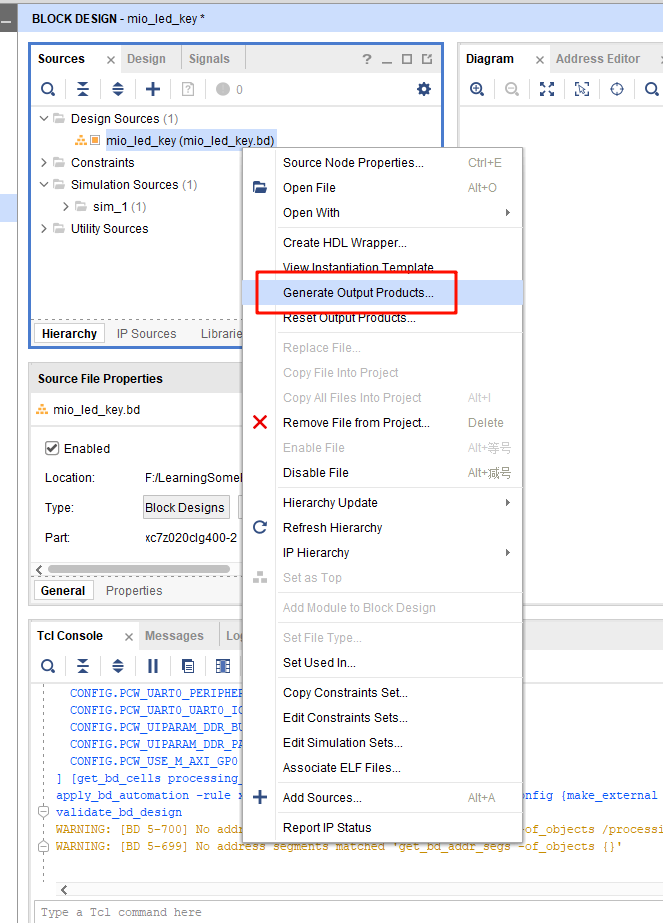 BLOCK DESIGN - mio_led_key *
Sources
Design
Signals
Diagram
Address Editor
0
Design Sources (1)
mio_led_key (mio_led_key.bd)
Constraints
Simulation Sources (1)
sim_1 (1)
Utility Sources
Source Node Properties...
Ctrl+E
Open File
Alt+O
Open With
Create HDL Wrapper...
View Instantiation Template
Generate Output Products...
Reset Output Products...
Replace File...
Copy File Into Project
Copy All Files Into Project
Alt+I
Remove File from Project...
Delete
Enable File
Alt+等号
Disable File
Alt+减号
Hierarchy Update
Refresh Hierarchy
IP Hierarchy
Set as Top
Add Module to Block Design
Set File Type...
Set Used In...
Copy Constraints Set...
Edit Constraints Sets...
Edit Simulation Sets...
Associate ELF Files...
Add Sources...
Alt+A
Report IP Status
Hierarchy
IP Sources
Librarie
Source File Properties
mio_led_key.bd
Enabled
Location:
F:/LearningSome
Type:
Block Designs
Part:
xc7z020clg400-2
General
Properties
Tcl Console
Messages
Lo
CONFIG.PCW_UART0_PERIPHER
CONFIG.PCW_UART0_UART0_IO
CONFIG.PCW_UIPARAM_DDR_BU
CONFIG.PCW_UIPARAM_DDR_PA
CONFIG.PCW_USE_M_AXI_GP0
] [get_bd_cells processing_
apply_bd_automation -rule x
onfig {make_external
validate_bd_design
WARNING: [BD 5-700] No addr
-of_objects /processi
WARNING: [BD 5-699] No address segments matched 'get_bd_addr_segs -of_objects {}'
Type a Tcl command here